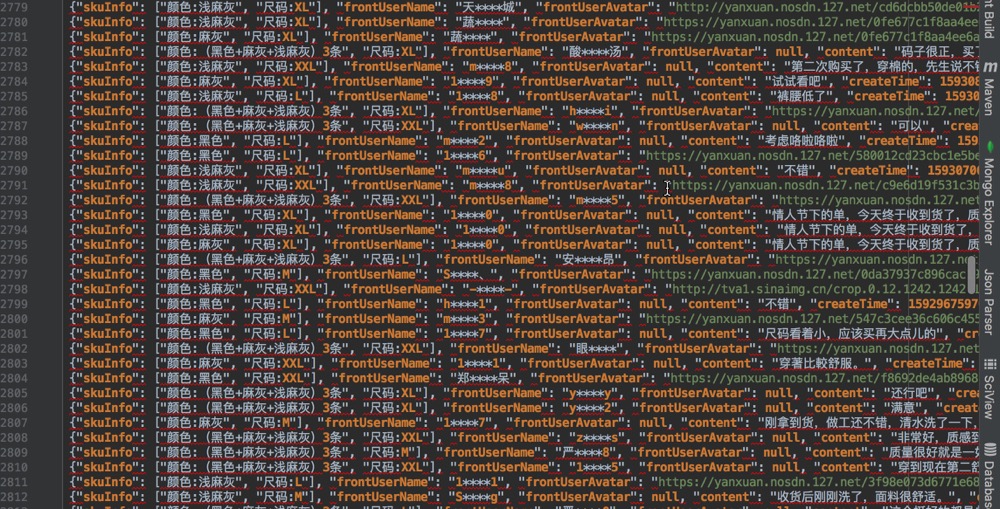 2779 {"skuInfo": ["颜色:浅麻灰", "尺码:XL"], "frontUserName": "天****城", "frontUserAvatar": "http://yanxuan.nosdn.127.net/cd6dcbb50de0
2780 {"skuInfo": ["颜色:麻灰", "尺码:XL"], "frontUserName": "蔬****", "frontUserAvatar": "https://yanxuan.nosdn.127.net/0fe677c1f8aa4ee
2781 {"skuInfo": ["颜色:麻灰", "尺码:XL"], "frontUserName": "蔬****", "frontUserAvatar": "https://yanxuan.nosdn.127.net/0fe677c1f8aa4ee6a
2782 {"skuInfo": ["颜色:(黑色+麻灰+浅麻灰) 3条", "尺码:XL"], "frontUserName": "酸****汤", "frontUserAvatar": null, "content": "码子很正, 买了
2783 {"skuInfo": ["颜色:浅麻灰", "尺码:XXL"], "frontUserName": "m****8", "frontUserAvatar": null, "content": "第二次购买了, 穿棉的, 先生说不错
2784 {"skuInfo": ["颜色:麻灰", "尺码:XL"], "frontUserName": "1****9", "frontUserAvatar": null, "content": "试试看吧", "createTime": 159308
2785 {"skuInfo": ["颜色:浅麻灰", "尺码:L"], "frontUserName": "1****8", "frontUserAvatar": null, "content": "裤腰低了", "createTime": 15930
2786 {"skuInfo": ["颜色:(黑色+麻灰+浅麻灰) 3条", "尺码:XL"], "frontUserName": "h****i", "frontUserAvatar": "https://yanxuan.nosdn.127.net/
2787 {"skuInfo": ["颜色:(黑色+麻灰+浅麻灰) 3条", "尺码:XXL"], "frontUserName": "w****n", "frontUserAvatar": null, "content": "可以", "crea
2788 {"skuInfo": ["颜色:黑色", "尺码:L"], "frontUserName": "m****2", "frontUserAvatar": null, "content": "考虑咯啦咯啦", "createTime": 159
2789 {"skuInfo": ["颜色:黑色", "尺码:L"], "frontUserName": "1****6", "frontUserAvatar": "https://yanxuan.nosdn.127.net/580012cd23cbc1e5be
2790 {"skuInfo": ["颜色:浅麻灰", "尺码:XL"], "frontUserName": "m****u", "frontUserAvatar": null, "content": "不错", "createTime": 1593070
2791 {"skuInfo": ["颜色:浅麻灰", "尺码:XXL"], "frontUserName": "m****8", "frontUserAvatar": "https://yanxuan.nosdn.127.net/c9e6d19f531c3b
2792 {"skuInfo": ["颜色:(黑色+麻灰+浅麻灰) 3条", "尺码:XXL"], "frontUserName": "m****5", "frontUserAvatar": "https://yanxuan.nosdn.127.net
2793 {"skuInfo": ["颜色:黑色", "尺码:XL"], "frontUserName": "1****0", "frontUserAvatar": null, "content": "情人节下的单, 今天终于收到货了, 质
2794 {"skuInfo": ["颜色:浅麻灰", "尺码:XL"], "frontUserName": "1****0", "frontUserAvatar": null, "content": "情人节下的单, 今天终于收到货了,
2795 {"skuInfo": ["颜色:麻灰", "尺码:XL"], "frontUserName": "1****0", "frontUserAvatar": null, "content": "情人节下的单, 今天终于收到货了, 质
2796 {"skuInfo": ["颜色:(黑色+麻灰+浅麻灰) 3条", "尺码:L"], "frontUserName": "安****昂", "frontUserAvatar": "https://yanxuan.nosdn.127.net
2797 {"skuInfo": ["颜色:黑色", "尺码:M"], "frontUserName": "S****、", "frontUserAvatar": "https://yanxuan.nosdn.127.net/0da37937c896cac
2798 {"skuInfo": ["颜色:浅麻灰", "尺码:XXL"], "frontUserName": "-****-", "frontUserAvatar": "http://tva1.sinaimg.cn/crop.0.12.1242.1242
2799 {"skuInfo": ["颜色:黑色", "尺码:L"], "frontUserName": "h****1", "frontUserAvatar": null, "content": "不错", "createTime": 1592967597
2800 {"skuInfo": ["颜色:麻灰", "尺码:M"], "frontUserName": "m****3", "frontUserAvatar": "https://yanxuan.nosdn.127.net/547c3cee36c606c455
2801 {"skuInfo": ["颜色:黑色", "尺码:L"], "frontUserName": "1****7", "frontUserAvatar": null, "content": "尺码看着小, 应该买再大点儿的", "cr
2802 {"skuInfo": ["颜色:(黑色+麻灰+浅麻灰) 3条", "尺码:XXL"], "frontUserName": "眼****", "frontUserAvatar": "https://yanxuan.nosdn.127.net
2803 {"skuInfo": ["颜色:麻灰", "尺码:XXL"], "frontUserName": "1****1", "frontUserAvatar": null, "content": "穿著比較舒服。", "createTime":
2804 {"skuInfo": ["颜色:黑色", "尺码:XXL"], "frontUserName": "郑****呆", "frontUserAvatar": "https://yanxuan.nosdn.127.net/f8692de4ab8968
2805 {"skuInfo": ["颜色:(黑色+麻灰+浅麻灰) 3条", "尺码:XL"], "frontUserName": "y****y", "frontUserAvatar": null, "content": "还行吧", "cre
2806 {"skuInfo": ["颜色:(黑色+麻灰+浅麻灰) 3条", "尺码:XL"], "frontUserName": "y****2", "frontUserAvatar": null, "content": "满意", "crea
2807 {"skuInfo": ["颜色:浅麻灰", "尺码:M"], "frontUserName": "1****7", "frontUserAvatar": null, "content": "刚拿到货, 做工还不错, 清水洗了一下,
2808 {"skuInfo": ["颜色:(黑色+麻灰+浅麻灰) 3条", "尺码:XXL"], "frontUserName": "z****s", "frontUserAvatar": null, "content": "非常好, 质感到
2809 {"skuInfo": ["颜色:(黑色+麻灰+浅麻灰) 3条", "尺码:M"], "frontUserName": "严****8", "frontUserAvatar": null, "content": "质量很好就是一如
2810 {"skuInfo": ["颜色:(黑色+麻灰+浅麻灰) 3条", "尺码:XXL"], "frontUserName": "1****5", "frontUserAvatar": null, "content": "穿到现在第二
2811 {"skuInfo": ["颜色:浅麻灰", "尺码:L"], "frontUserName": "1****1", "frontUserAvatar": "https://yanxuan.nosdn.127.net/3f98e073d6771e68
2812 {"skuInfo": ["颜色:浅麻灰", "尺码:M"], "frontUserName": "S****g", "frontUserAvatar": null, "content": "收货后刚刚洗了, 面料很舒适。",
nt Build
Maven
Mongo Explorer
Json Parser
SciView
Databas